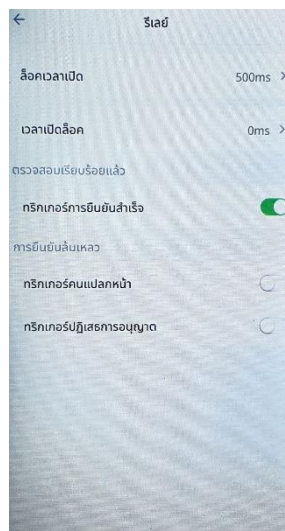 รีเลย์
ล็อคเวลาเปิด 500ms
เวลาเปิดล็อค 0ms
ตรวจสอบเรียบร้อยแล้ว
ทริกเกอร์การยืนยันสำเร็จ
การยืนยันล้มเหลว
ทริกเกอร์คนแปลกหน้า
ทริกเกอร์ปฏิเสธการอนุญาต